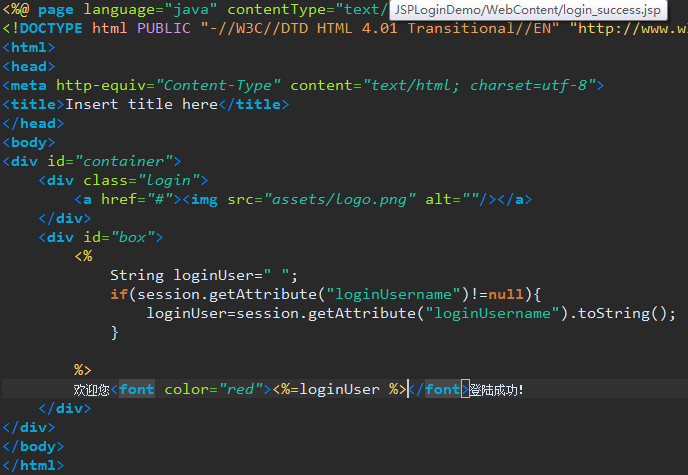 <%@ page language="java" contentType="text/
JSPLoginDemo/WebContent/login_success.jsp
<!DOCTYPE html PUBLIC "-//W3C//DTD HTML 4.01 Transitional//EN" "http://www.w
<html>
<head>
<meta http-equiv="Content-Type" content="text/html; charset=utf-8">
<title>Insert title here</title>
</head>
<body>
<div id="container">
<div class="login">
<a href="#"><img src="assets/logo.png" alt=""/></a>
</div>
<div id="box">
<%
String loginUser=" ";
if(session.getAttribute("loginUsername")!=null){
loginUser=session.getAttribute("loginUsername").toString();
}
%>
欢迎您<font color="red"><%=loginUser %></font>登陆成功!
</div>
</div>
</body>
</html>